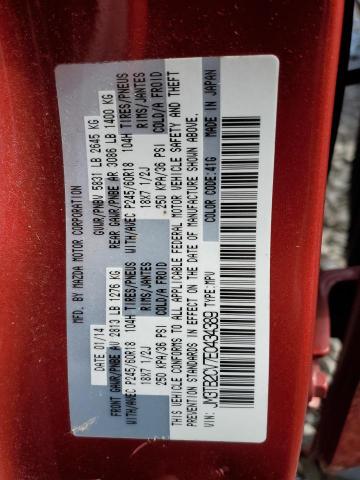 MFD. BY MAZDA MOTOR CORPORATION
DATE 01/14 GVWR/PNBV 5831 LB 2645 KG
FRONT GAWR/PNBE AV 2813 LB 1276 KG REAR GAWR/PNBE AR 3086 LB 1400 KG
WITH/AVEC P245/60R18 104H TIRES/PNEUS WITH/AVEC P245/60R18 104H TIRES/PNEUS
18X7 1/2J RIMS/JANTES 18X7 1/2J RIMS/JANTES
250 KPA/36 PSI COLD/A FROID 250 KPA/36 PSI COLD/A FROID
THIS VEHICLE CONFORMS TO ALL APPLICABLE FEDERAL MOTOR VEHICLE SAFETY AND THEFT
PREVENTION STANDARDS IN EFFECT ON THE DATE OF MANUFACTURE SHOWN ABOVE.
COLOR CODE:41G MADE IN JAPAN
VIN: JM3TB2CV7E0434389 TYPE:MPV